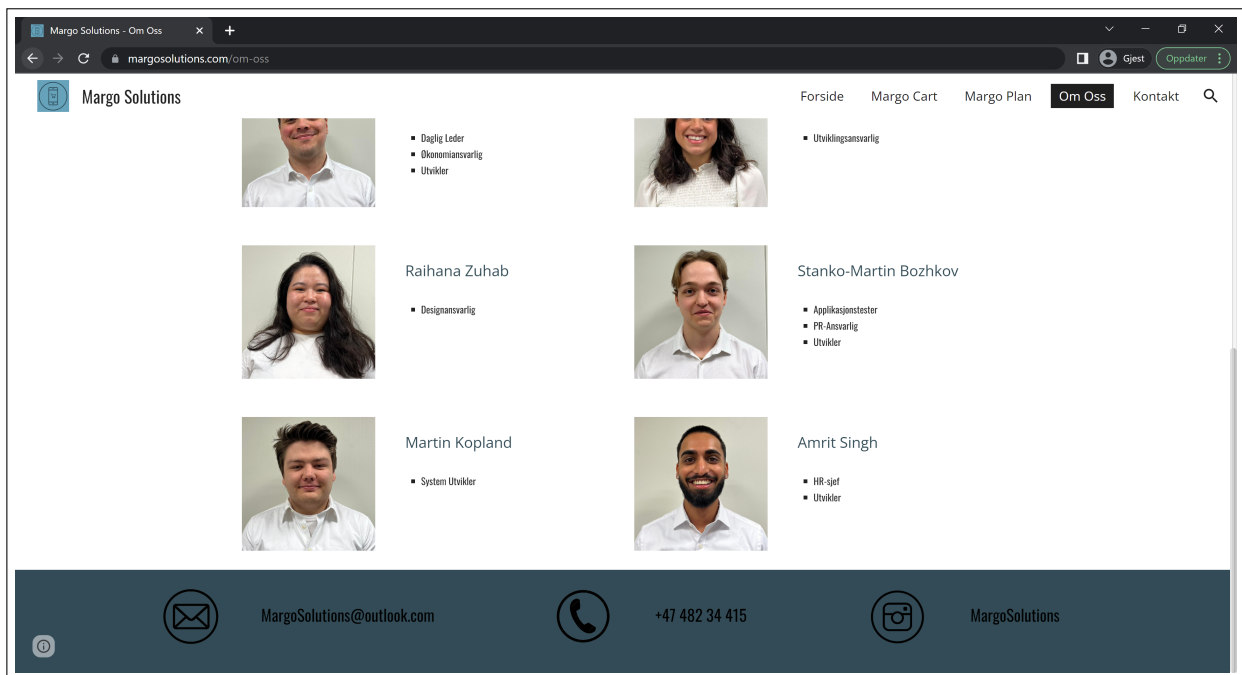 Margo Solutions - Om Oss
margosolutions.com/om-oss
Gjest
Oppdater
Margo Solutions
Forside
Margo Cart
Margo Plan
Om Oss
Kontakt
Daglig Leder
Økonomiansvarlig
Utvikler
Utviklingsansvarlig
Raihana Zuhab
Designansvarlig
Stanko-Martin Bozhkov
Applikasjonstester
PR-Ansvarlig
Utvikler
Martin Kopland
System Utvikler
Amrit Singh
HR-sjef
Utvikler
MargoSolutions@outlook.com
+47 482 34 415
MargoSolutions